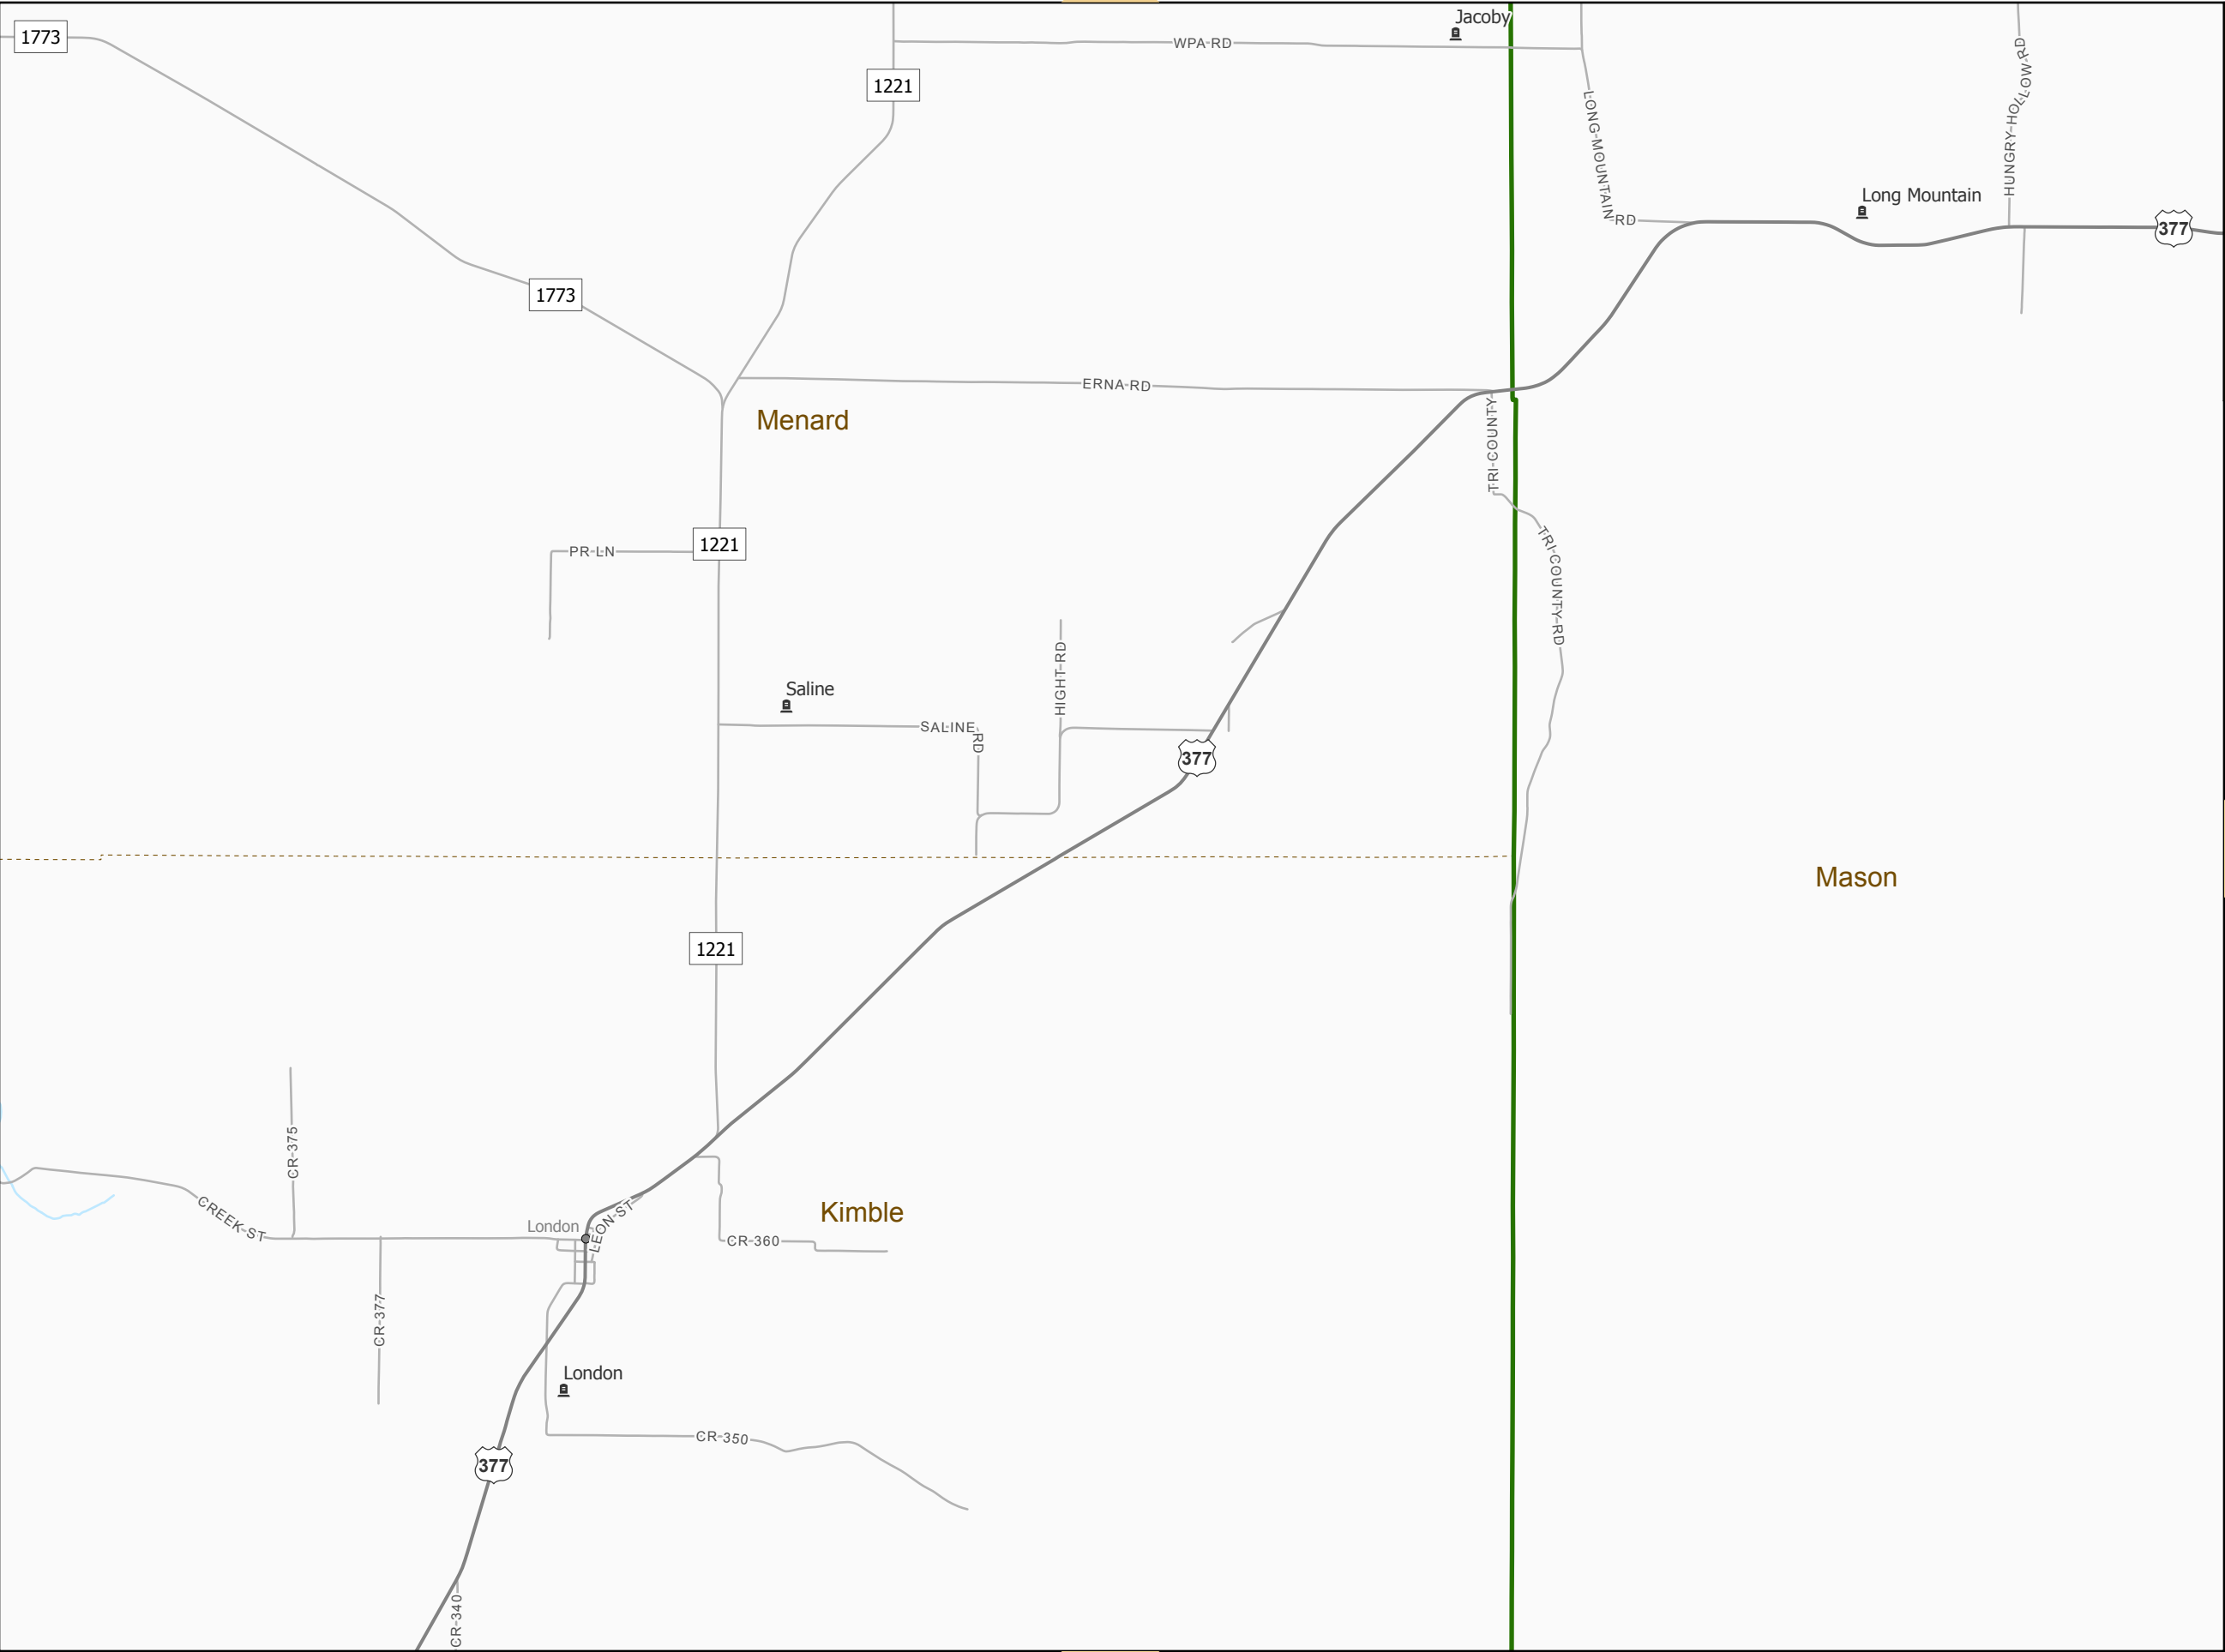 Jacoby
1773
WPA RD
1221
HUNGRY HOLLOW RD
LONG MOUNTAIN RD
Long Mountain
377
1773
ERNA RD
Menard
TRI COUNTY
1221
PR LN
TRI COUNTY RD
HIGHT RD
Saline
SALINE RD
377
Mason
1221
CR 375
CREEK ST
London
LEON ST
Kimble
CR 360
CR 377
London
CR 350
377
CR 340